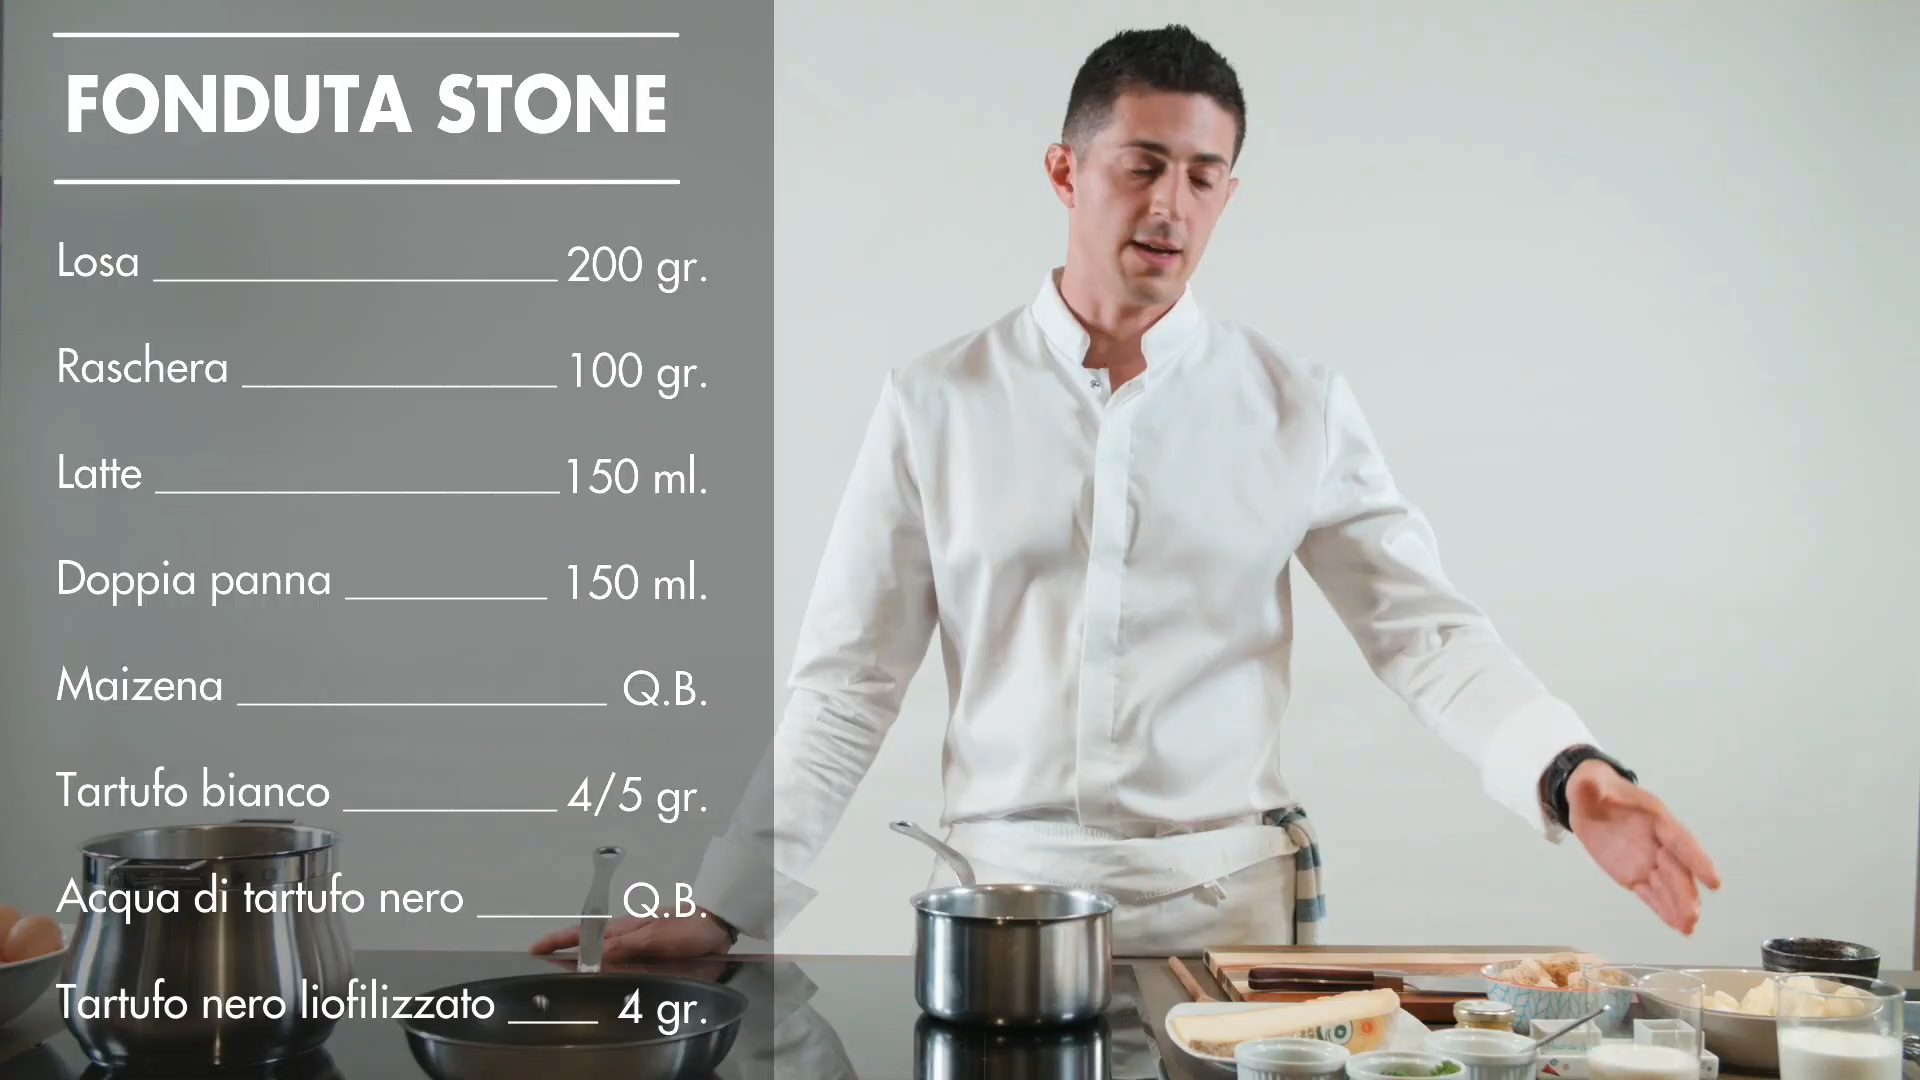 FONDUTA STONE
Losa 200 gr.
Raschera 100 gr.
Latte 150 ml.
Doppia panna 150 ml.
Maizena Q.B.
Tartufo bianco 4/5 gr.
Acqua di tartufo nero Q.B.
Tartufo nero liofilizzato 4 gr.